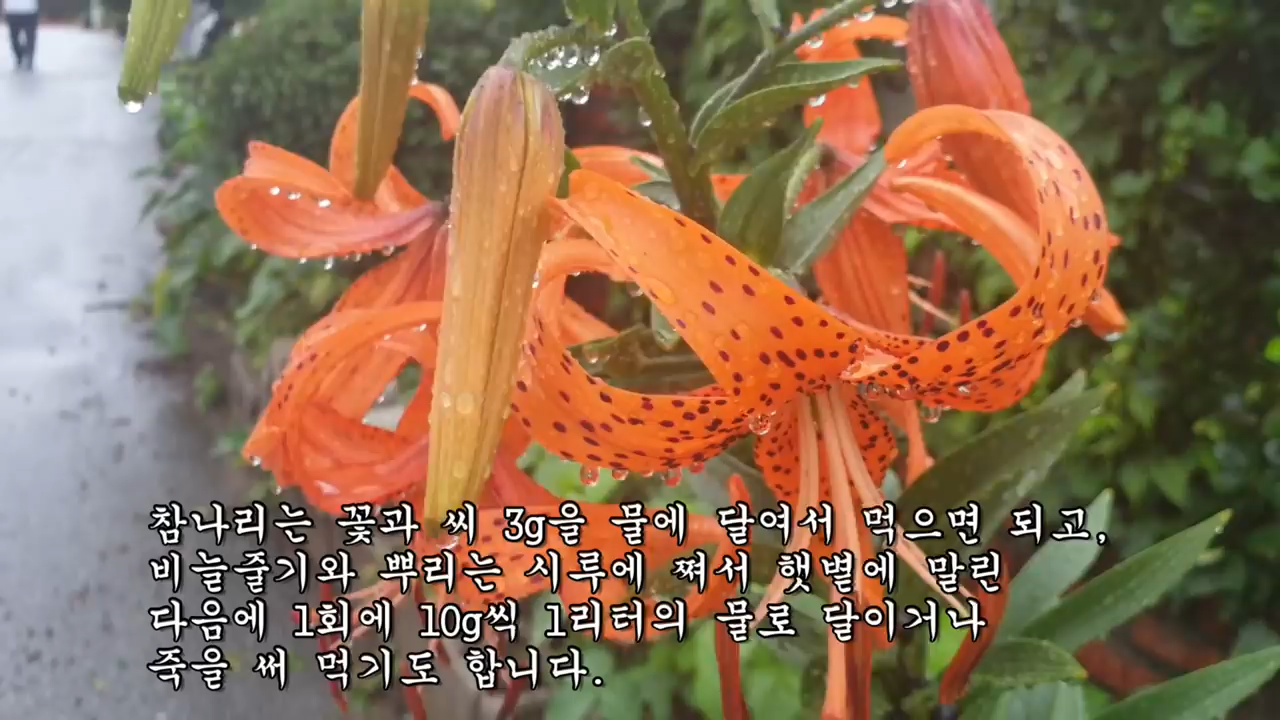 참나리는 꽃과 씨 3g을 물에 달여서 먹으면 되고,
비늘줄기와 뿌리는 시루에 쪄서 햇볕에 말린
다음에 1회에 10g씩 1리터의 물로 달이거나
죽을 써 먹기도 합니다.